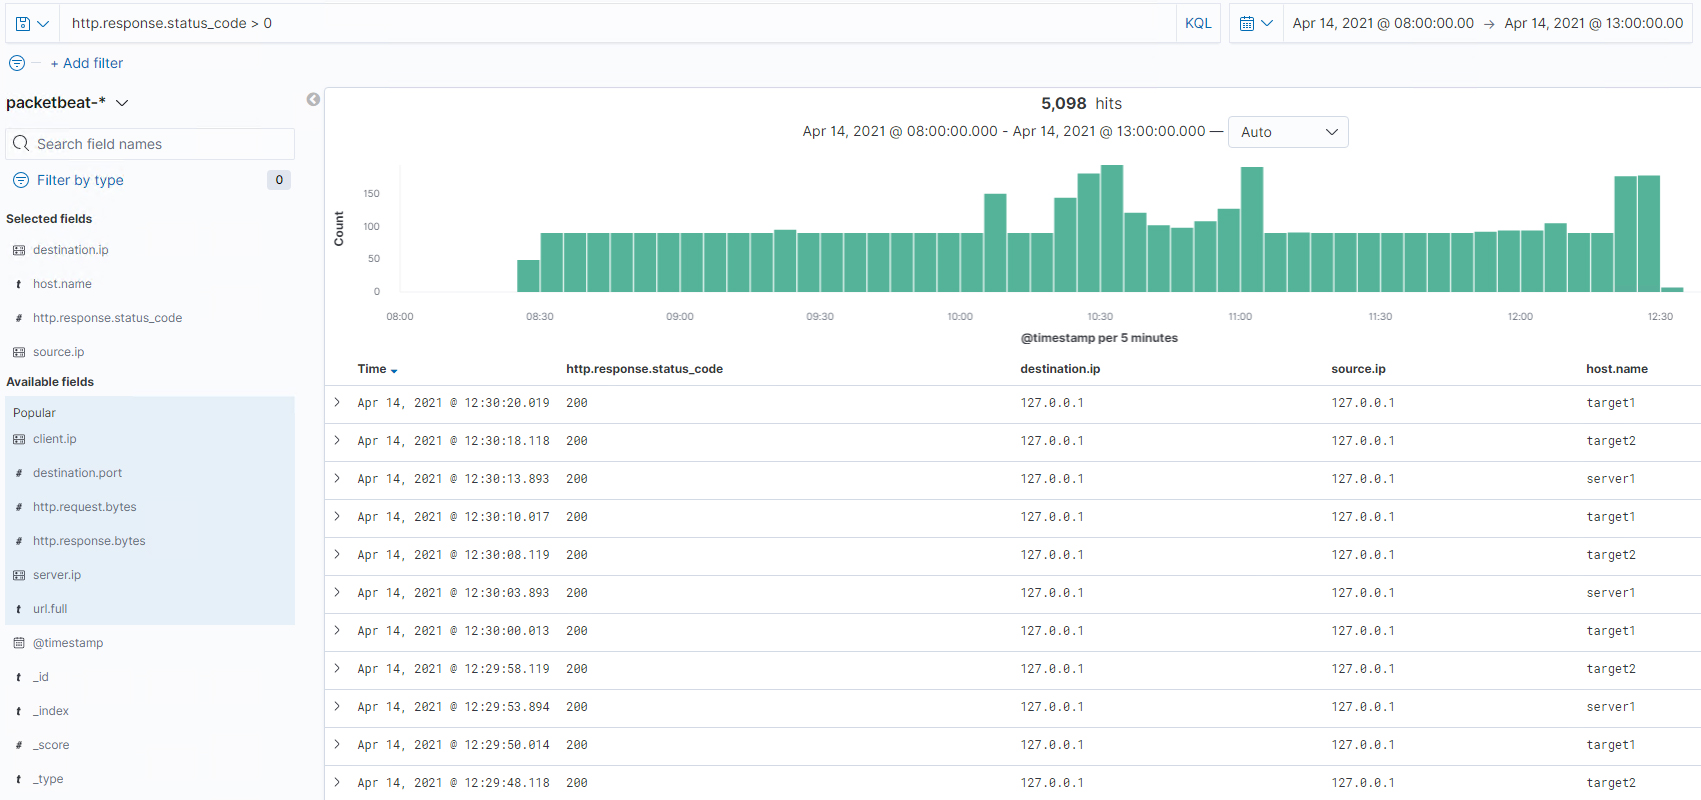 http.response.status_code > 0
KQL
Apr 14, 2021 @ 08:00:00.00 → Apr 14, 2021 @ 13:00:00.00
+ Add filter
packetbeat-*
Search field names
Filter by type 0
Selected fields
destination.ip
t host.name
# http.response.status_code
source.ip
Available fields
Popular
client.ip
# destination.port
# http.request.bytes
# http.response.bytes
server.ip
t url.full
@timestamp
t _id
t _index
# _score
t _type
5,098 hits
Apr 14, 2021 @ 08:00:00.000 - Apr 14, 2021 @ 13:00:00.000 — Auto
Count
150
100
50
0
08:00 08:30 09:00 09:30 10:00 10:30 11:00 11:30 12:00 12:30
@timestamp per 5 minutes
Time http.response.status_code destination.ip source.ip host.name
Apr 14, 2021 @ 12:30:20.019 200 127.0.0.1 127.0.0.1 target1
Apr 14, 2021 @ 12:30:18.118 200 127.0.0.1 127.0.0.1 target2
Apr 14, 2021 @ 12:30:13.893 200 127.0.0.1 127.0.0.1 server1
Apr 14, 2021 @ 12:30:10.017 200 127.0.0.1 127.0.0.1 target1
Apr 14, 2021 @ 12:30:08.119 200 127.0.0.1 127.0.0.1 target2
Apr 14, 2021 @ 12:30:03.893 200 127.0.0.1 127.0.0.1 server1
Apr 14, 2021 @ 12:30:00.013 200 127.0.0.1 127.0.0.1 target1
Apr 14, 2021 @ 12:29:58.119 200 127.0.0.1 127.0.0.1 target2
Apr 14, 2021 @ 12:29:53.894 200 127.0.0.1 127.0.0.1 server1
Apr 14, 2021 @ 12:29:50.014 200 127.0.0.1 127.0.0.1 target1
Apr 14, 2021 @ 12:29:48.118 200 127.0.0.1 127.0.0.1 target2